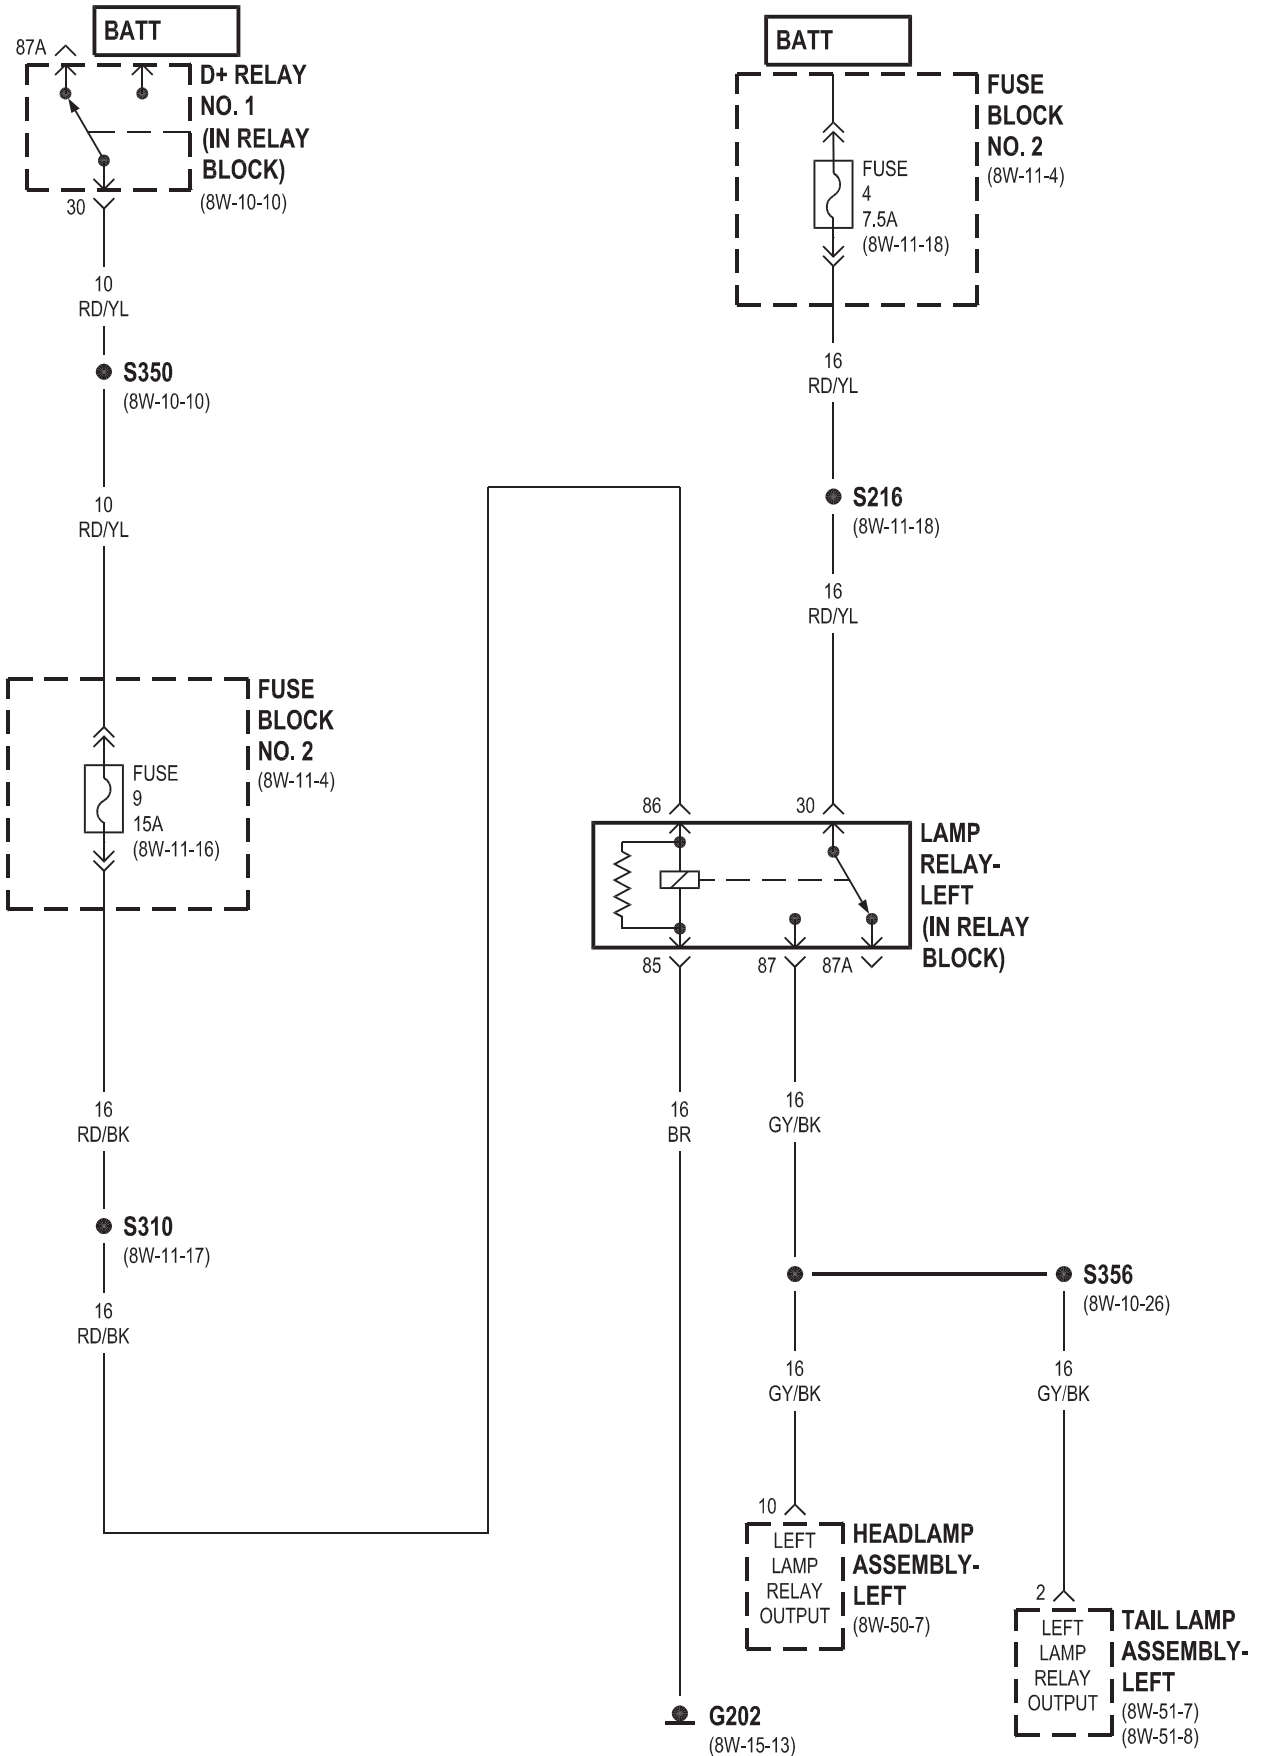 BATT
87A
D+ RELAY
NO. 1
(IN RELAY
BLOCK)
(8W-10-10)
30
10
RD/YL
S350
(8W-10-10)
10
RD/YL
FUSE
BLOCK
NO. 2
(8W-11-4)
FUSE
9
15A
(8W-11-16)
16
RD/BK
S310
(8W-11-17)
16
RD/BK
BATT
FUSE
BLOCK
NO. 2
(8W-11-4)
FUSE
4
7.5A
(8W-11-18)
16
RD/YL
S216
(8W-11-18)
16
RD/YL
86
30
LAMP
RELAY-
LEFT
(IN RELAY
BLOCK)
85
87
87A
16
BR
16
GY/BK
S356
(8W-10-26)
16
GY/BK
16
GY/BK
10
LEFT
LAMP
RELAY
OUTPUT
HEADLAMP
ASSEMBLY-
LEFT
(8W-50-7)
2
LEFT
LAMP
RELAY
OUTPUT
TAIL LAMP
ASSEMBLY-
LEFT
(8W-51-7)
(8W-51-8)
G202
(8W-15-13)